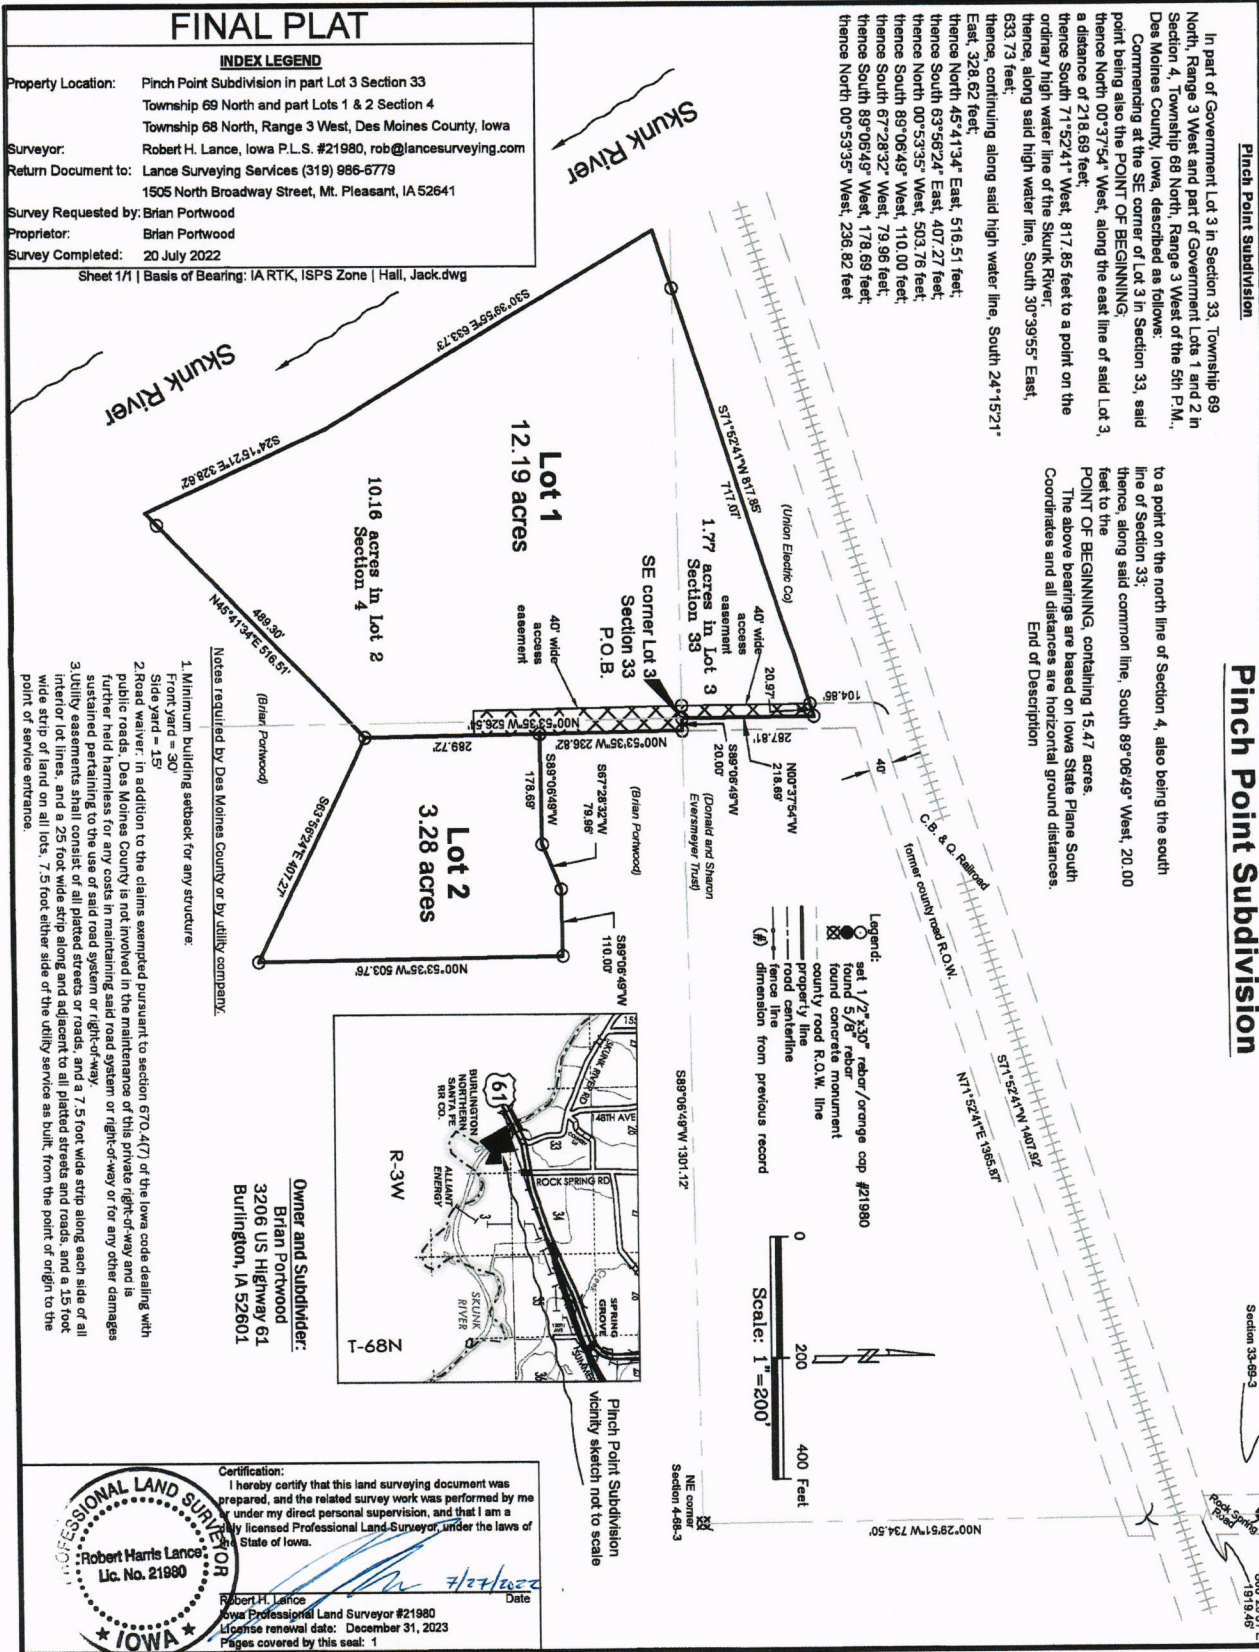 FINAL PLAT
INDEX LEGEND
Property Location: Pinch Point Subdivision in part Lot 3 Section 33
Township 69 North and part Lots 1 & 2 Section 4
Township 68 North, Range 3 West, Des Moines County, Iowa
Surveyor: Robert H. Lance, Iowa P.L.S. #21980, rob@lancesurveying.com
Return Document to: Lance Surveying Services (319) 986-6779
1505 North Broadway Street, Mt. Pleasant, IA 52641
Survey Requested by: Brian Portwood
Proprietor: Brian Portwood
Survey Completed: 20 July 2022
Sheet 1/1 | Basis of Bearing: IA RTK, ISPS Zone | Hall, Jack.dwg
Pinch Point Subdivision
Pinch Point Subdivision
In part of Government Lot 3 in Section 33, Township 69
North, Range 3 West and part of Government Lots 1 and 2 in
Section 4, Township 68 North, Range 3 West of the 5th P.M.,
Des Moines County, Iowa, described as follows:
Commencing at the SE corner of Lot 3 in Section 33, said
point being also the POINT OF BEGINNING;
thence North 00°37'54" West, along the east line of said Lot 3,
a distance of 218.69 feet;
thence South 71°52'41" West, 817.85 feet to a point on the
ordinary high water line of the Skunk River;
thence, along said high water line, South 30°39'55" East,
633.73 feet;
thence, continuing along said high water line, South 24°15'21"
East, 328.62 feet;
thence North 45°41'34" East, 516.51 feet;
thence South 63°56'24" East, 407.27 feet;
thence North 00°53'35" West, 503.76 feet;
thence South 89°06'49" West, 110.00 feet;
thence South 67°28'32" West, 79.96 feet;
thence South 89°06'49" West, 178.69 feet;
thence North 00°53'35" West, 236.82 feet
to a point on the north line of Section 4, also being the south
line of Section 33;
thence, along said common line, South 89°06'49" West, 20.00
feet to the
POINT OF BEGINNING, containing 15.47 acres.
The above bearings are based on Iowa State Plane South
Coordinates and all distances are horizontal ground distances.
End of Description
Section 33-69-3
Rock Spring
Road
1919.46'
Skunk River
Skunk River
S30°39'55"E 633.73'
S24°15'21"E 328.62'
S71°52'41"W 817.85'
717.07'
(Union Electric Co)
Lot 1
12.19 acres
10.16 acres in Lot 2
Section 4
1.77 acres in Lot 3
Section 33
40' wide
access
easement
20.97'
104.85'
SE corner Lot 3
Section 33
P.O.B.
40' wide
access
easement
N00°53'35"W 526.54'
N00°53'35"W 236.82'
289.72'
489.30'
N45°41'34"E 516.51'
(Brian Portwood)
S63°56'24"E 407.27'
Lot 2
3.28 acres
N00°53'35"W 503.76'
S89°06'49"W
178.69'
S67°28'32"W
79.96'
S89°06'49"W
110.00'
(Brian Portwood)
S89°06'49"W
20.00'
287.81'
N00°37'54"W
218.69'
(Donald and Sharon
Eversmeyer Trust)
40'
C.B. & Q. Railroad
former county road R.O.W.
S71°52'41"W 1407.92'
N71°52'41"E 1365.87'
S89°06'49"W 1301.12'
N00°29'51"W 734.50'
NE corner
Section 4-68-3
Legend:
set 1/2"x30" rebar/orange cap #21980
found 5/8" rebar
found concrete monument
county road R.O.W. line
property line
road centerline
fence line
(#) dimension from previous record
0 200 400 Feet
Scale: 1"=200'
N
155
SKUNK RIVER RD
148TH AVE
28
33
ROCK SPRING RD
34
35
36
26
Creek
SPRING
GROVE
SUMMER
61
BURLINGTON
NORTHERN
SANTA FE
RR CO.
ALLIANT
ENERGY
3
SKUNK
RIVER
R-3W
T-68N
Pinch Point Subdivision
vicinity sketch not to scale
Owner and Subdivider:
Brian Portwood
3206 US Highway 61
Burlington, IA 52601
Notes required by Des Moines County or by utility company.
1. Minimum building setback for any structure:
Front yard = 30'
Side yard = 15'
2. Road waiver: in addition to the claims exempted pursuant to section 670.4(7) of the Iowa code dealing with
public roads, Des Moines County is not involved in the maintenance of this private right-of-way and is
further held harmless for any costs in maintaining said road system or right-of-way or for any other damages
sustained pertaining to the use of said road system or right-of-way.
3. Utility easements shall consist of all platted streets or roads, and a 7.5 foot wide strip along each side of all
interior lot lines, and a 25 foot wide strip along and adjacent to all platted streets and roads, and a 15 foot
wide strip of land on all lots, 7.5 foot either side of the utility service as built, from the point of origin to the
point of service entrance.
Certification:
I hereby certify that this land surveying document was
prepared, and the related survey work was performed by me
or under my direct personal supervision, and that I am a
duly licensed Professional Land Surveyor, under the laws of
the State of Iowa.
7/27/2022
Robert H. Lance Date
Iowa Professional Land Surveyor #21980
License renewal date: December 31, 2023
Pages covered by this seal: 1
PROFESSIONAL LAND SURVEYOR
Robert Harris Lance
Lic. No. 21980
IOWA